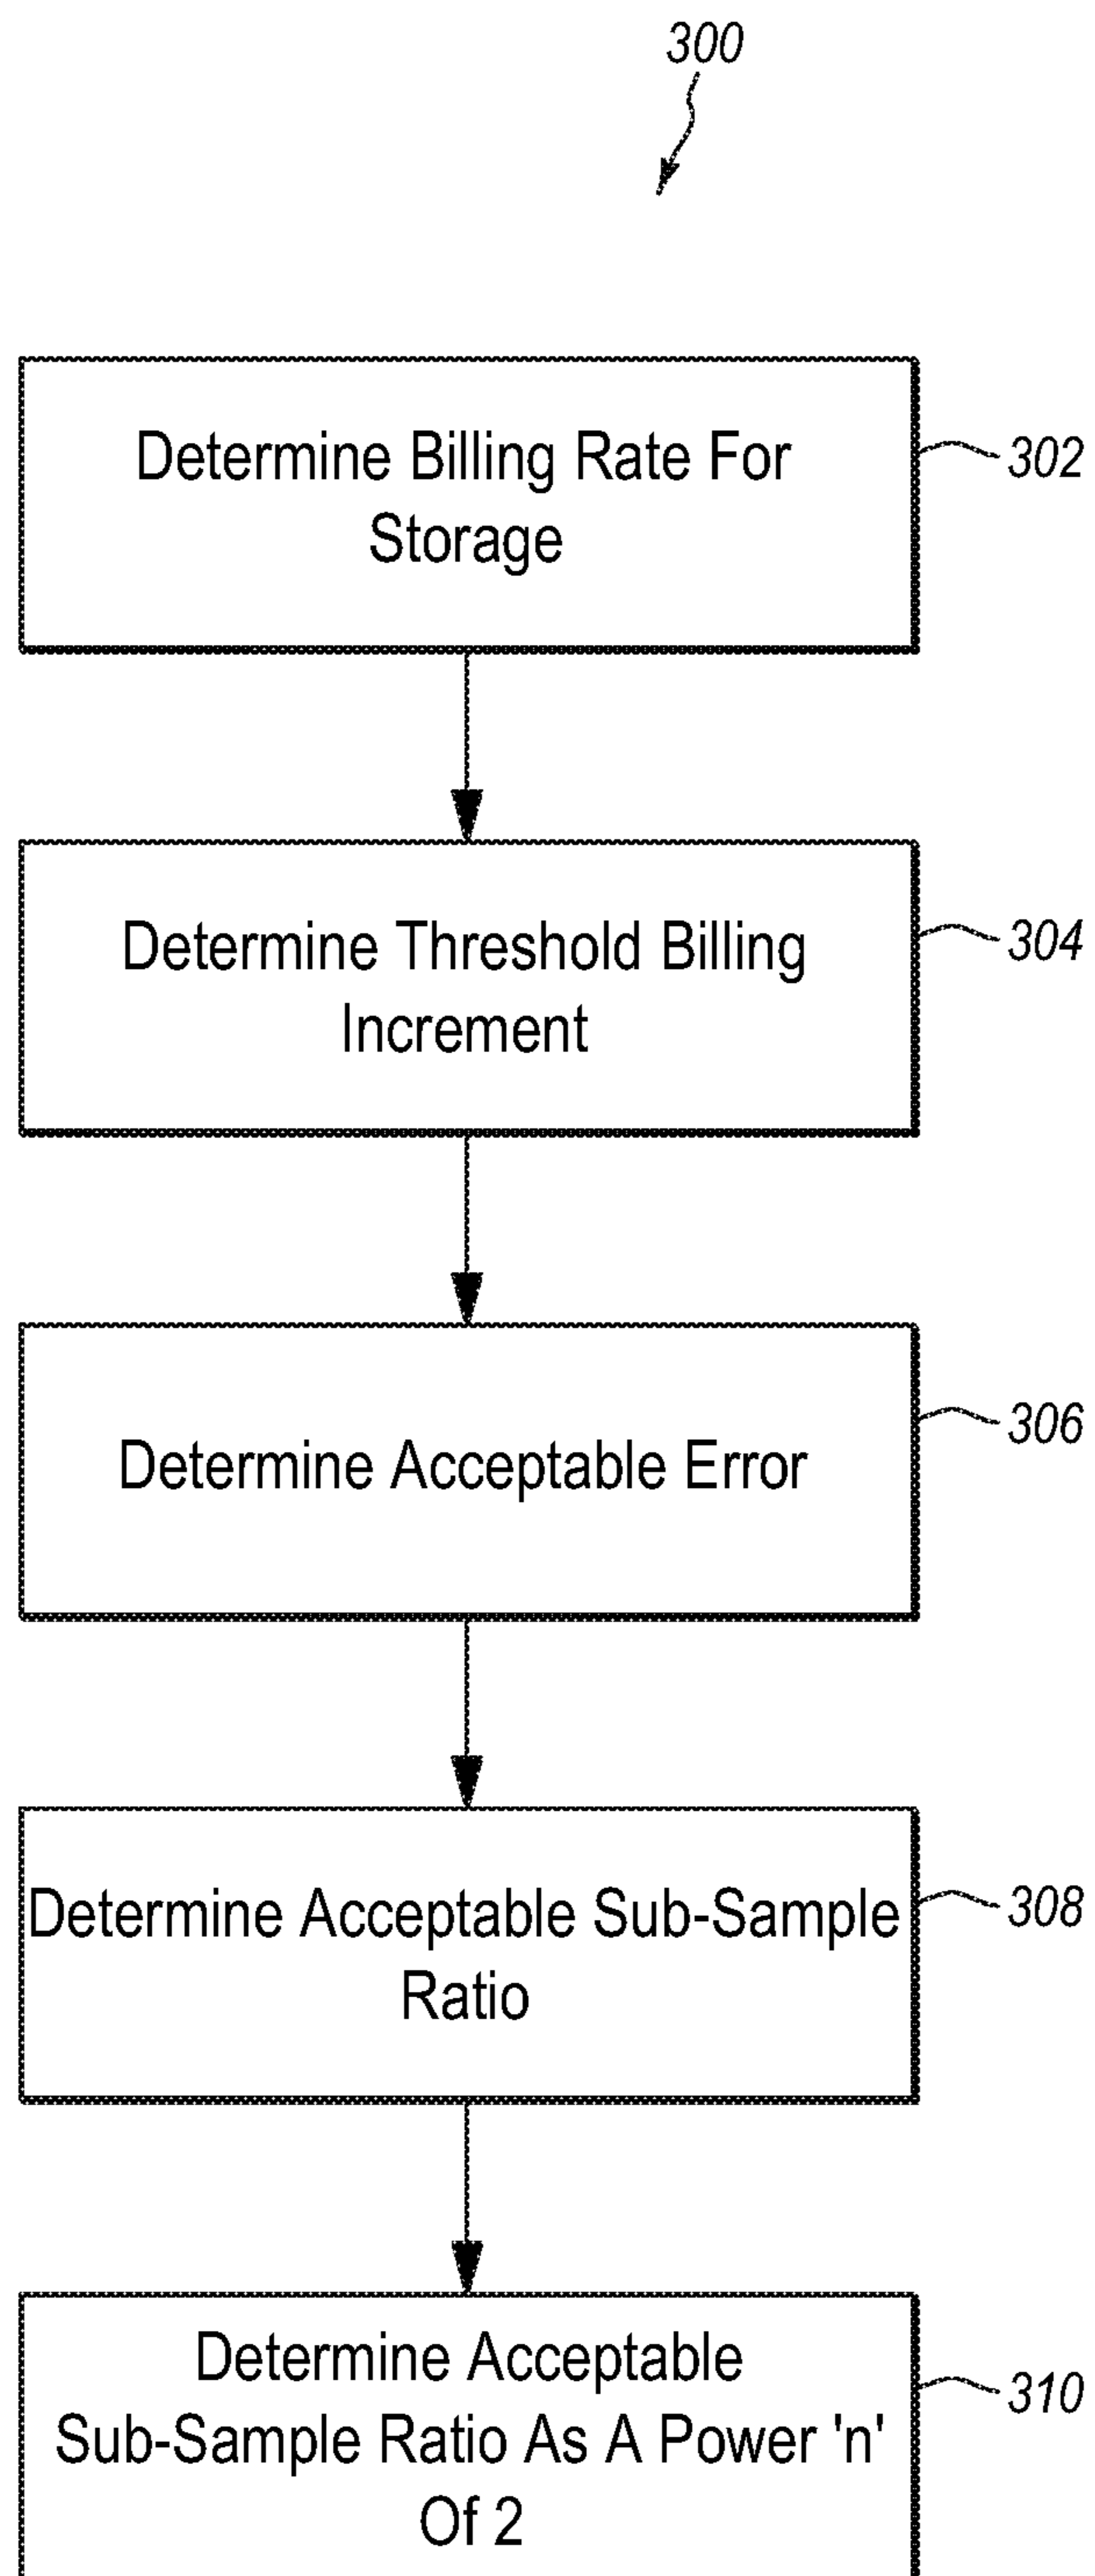 300
Determine Billing Rate For
Storage
302
Determine Threshold Billing
Increment
304
Determine Acceptable Error
306
Determine Acceptable Sub-Sample
Ratio
308
Determine Acceptable
Sub-Sample Ratio As A Power 'n'
Of 2
310